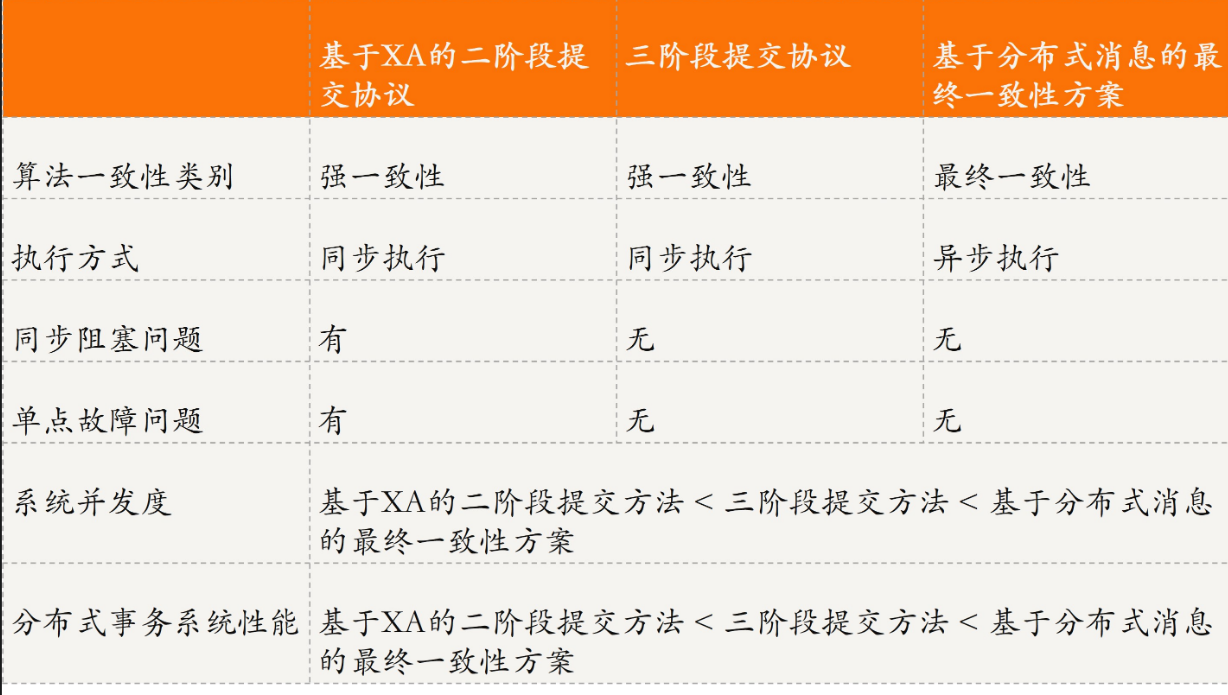 基于XA的二阶段提 三阶段提交协议 基于分布式消息的最
交协议 终一致性方案
算法一致性类别 强一致性 强一致性 最终一致性
执行方式 同步执行 同步执行 异步执行
同步阻塞问题 有 无 无
单点故障问题 有 无 无
系统并发度 基于XA的二阶段提交方法 < 三阶段提交方法 < 基于分布式消息
的最终一致性方案
分布式事务系统性能 基于XA的二阶段提交方法 < 三阶段提交方法 < 基于分布式消息
的最终一致性方案